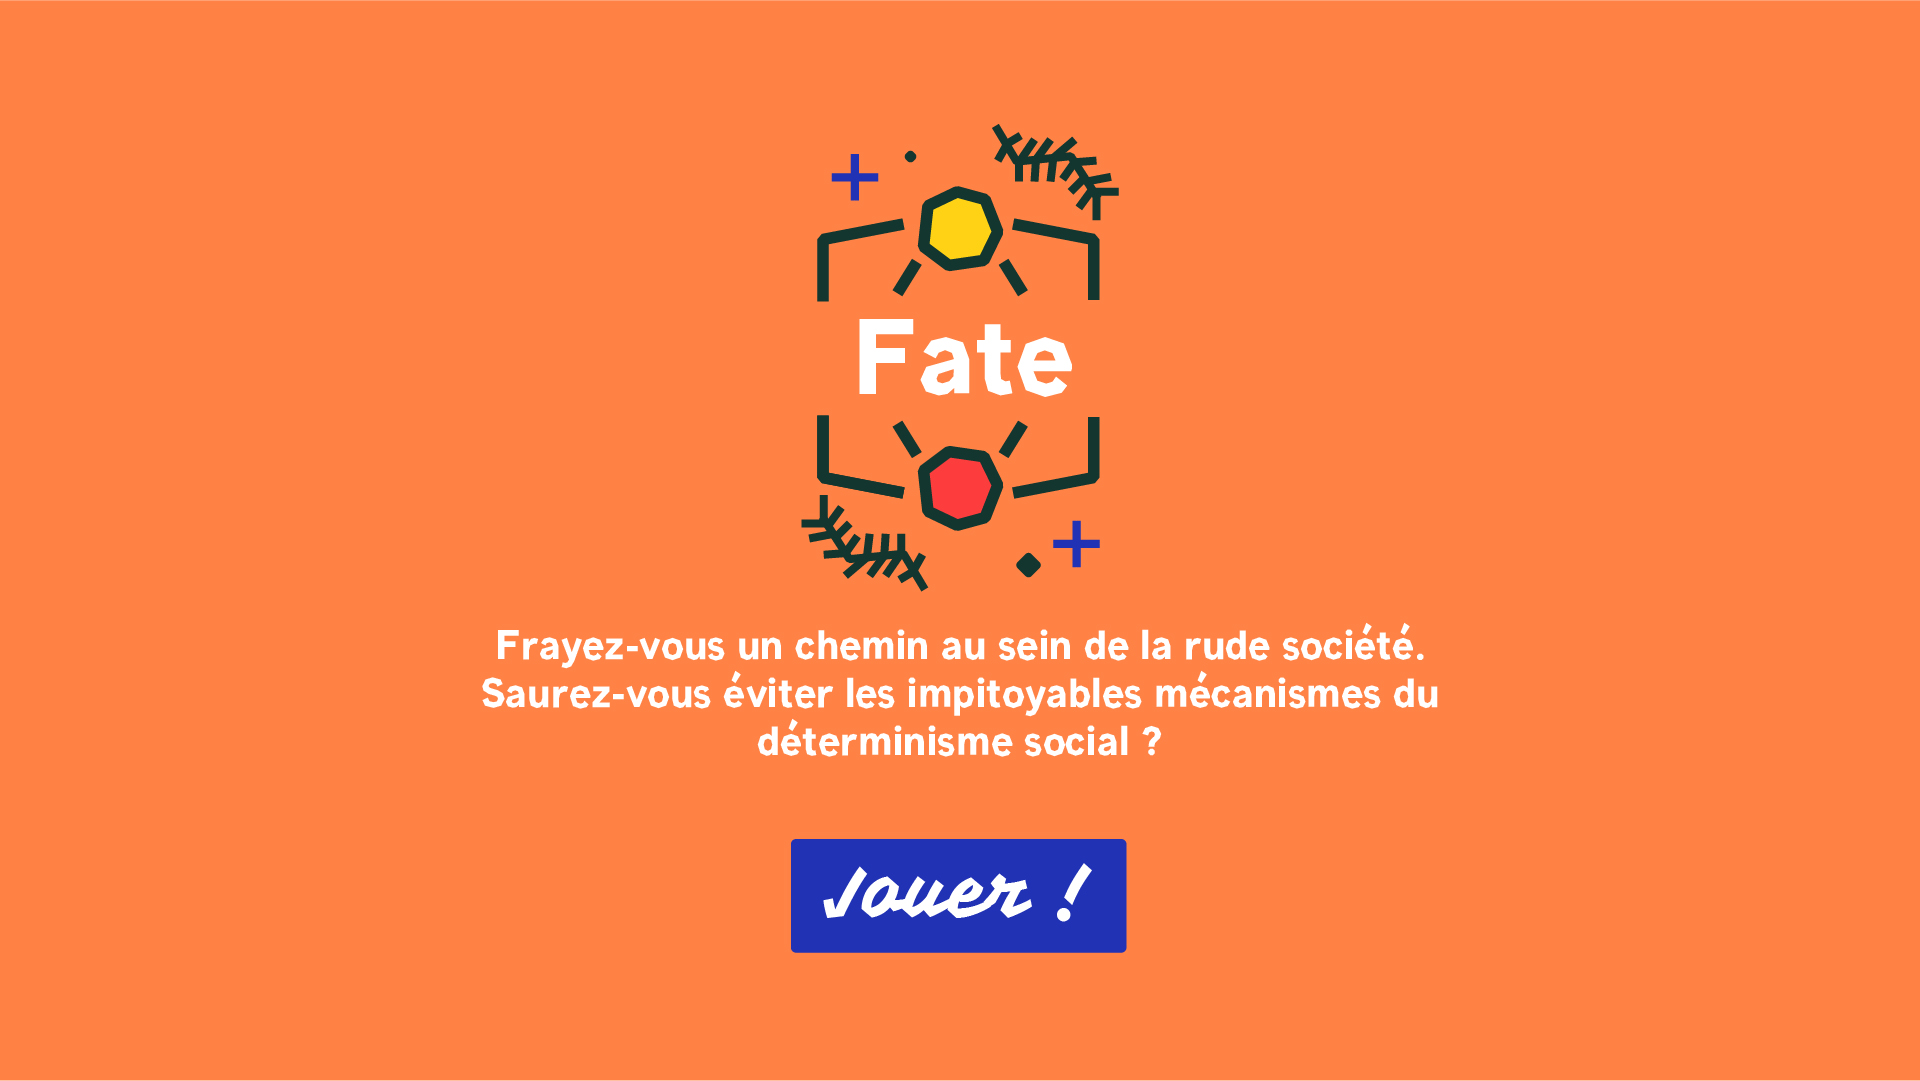 Fate
Frayez-vous un chemin au sein de la rude société.
Saurez-vous éviter les impitoyables mécanismes du
déterminisme social ?
Jouer !